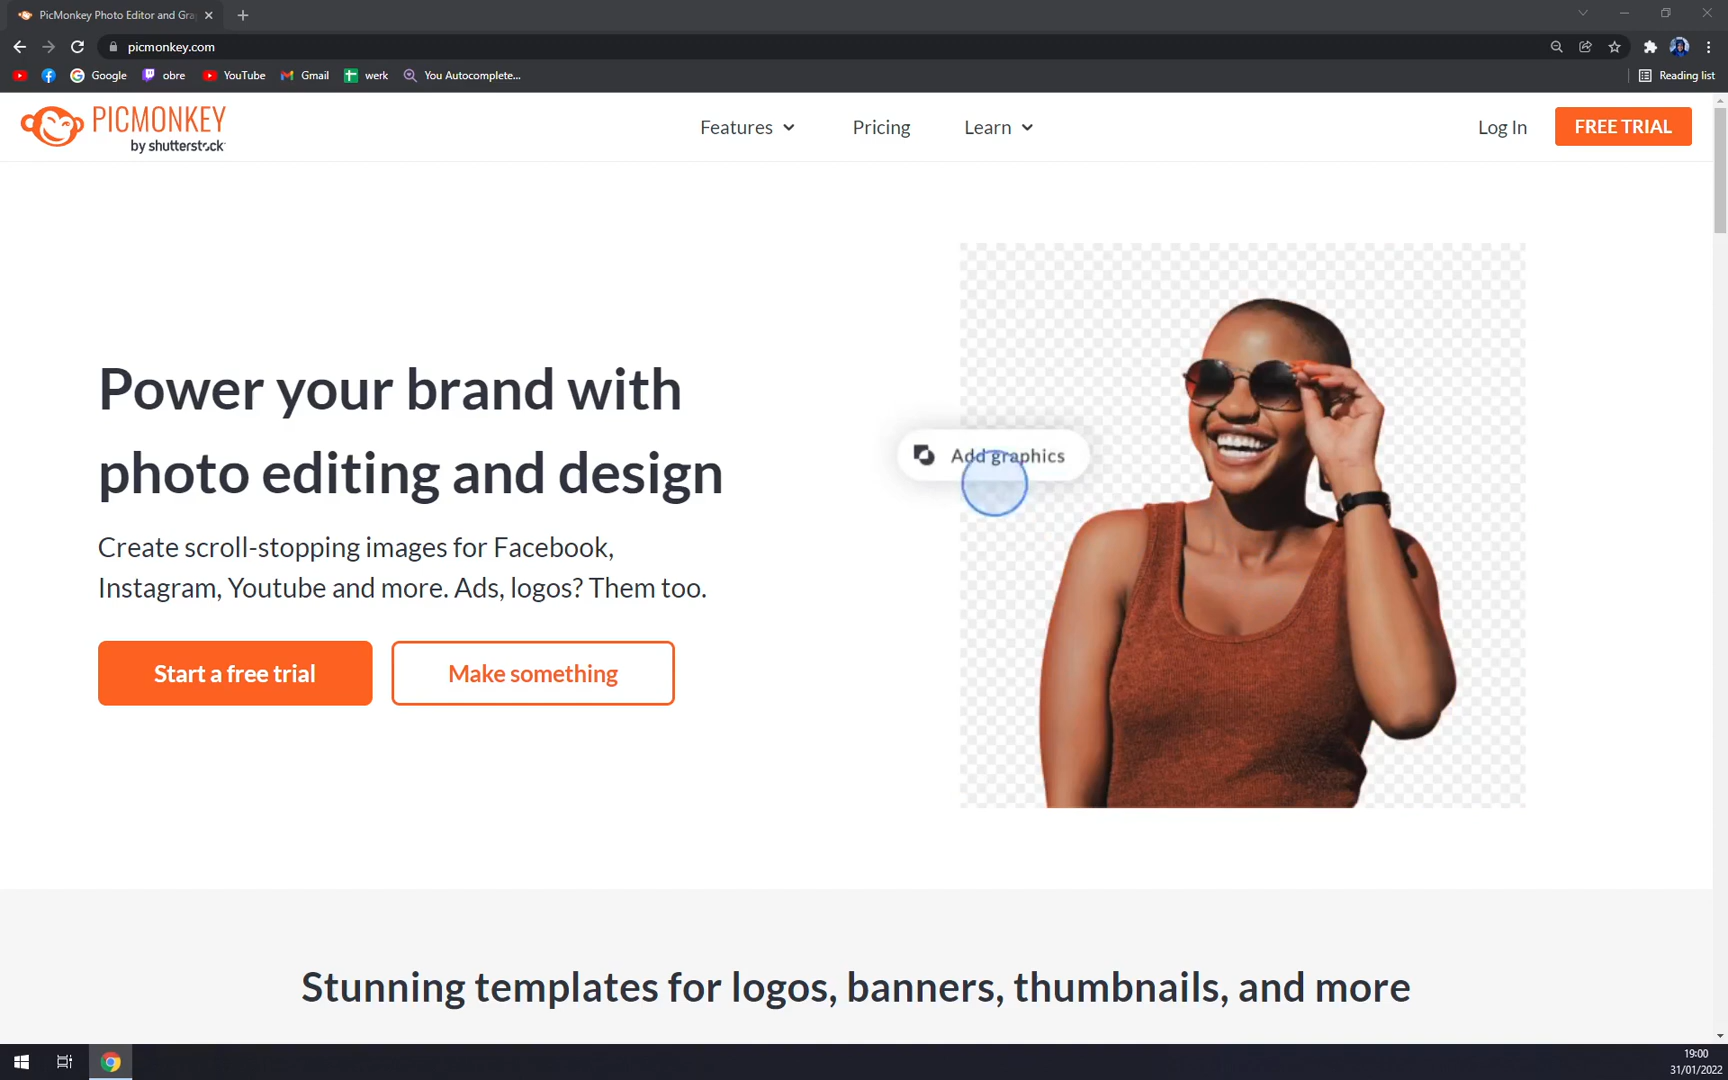 PicMonkey Photo Editor and Gra
picmonkey.com
Google
obre
YouTube
Gmail
werk
You Autocomplete...
Reading list
PICMONKEY
by shutterstock
Features
Pricing
Learn
Log In
FREE TRIAL
Power your brand with
photo editing and design
Create scroll-stopping images for Facebook,
Instagram, Youtube and more. Ads, logos? Them too.
Start a free trial
Make something
Add graphics
Stunning templates for logos, banners, thumbnails, and more
19:00
31/01/2022